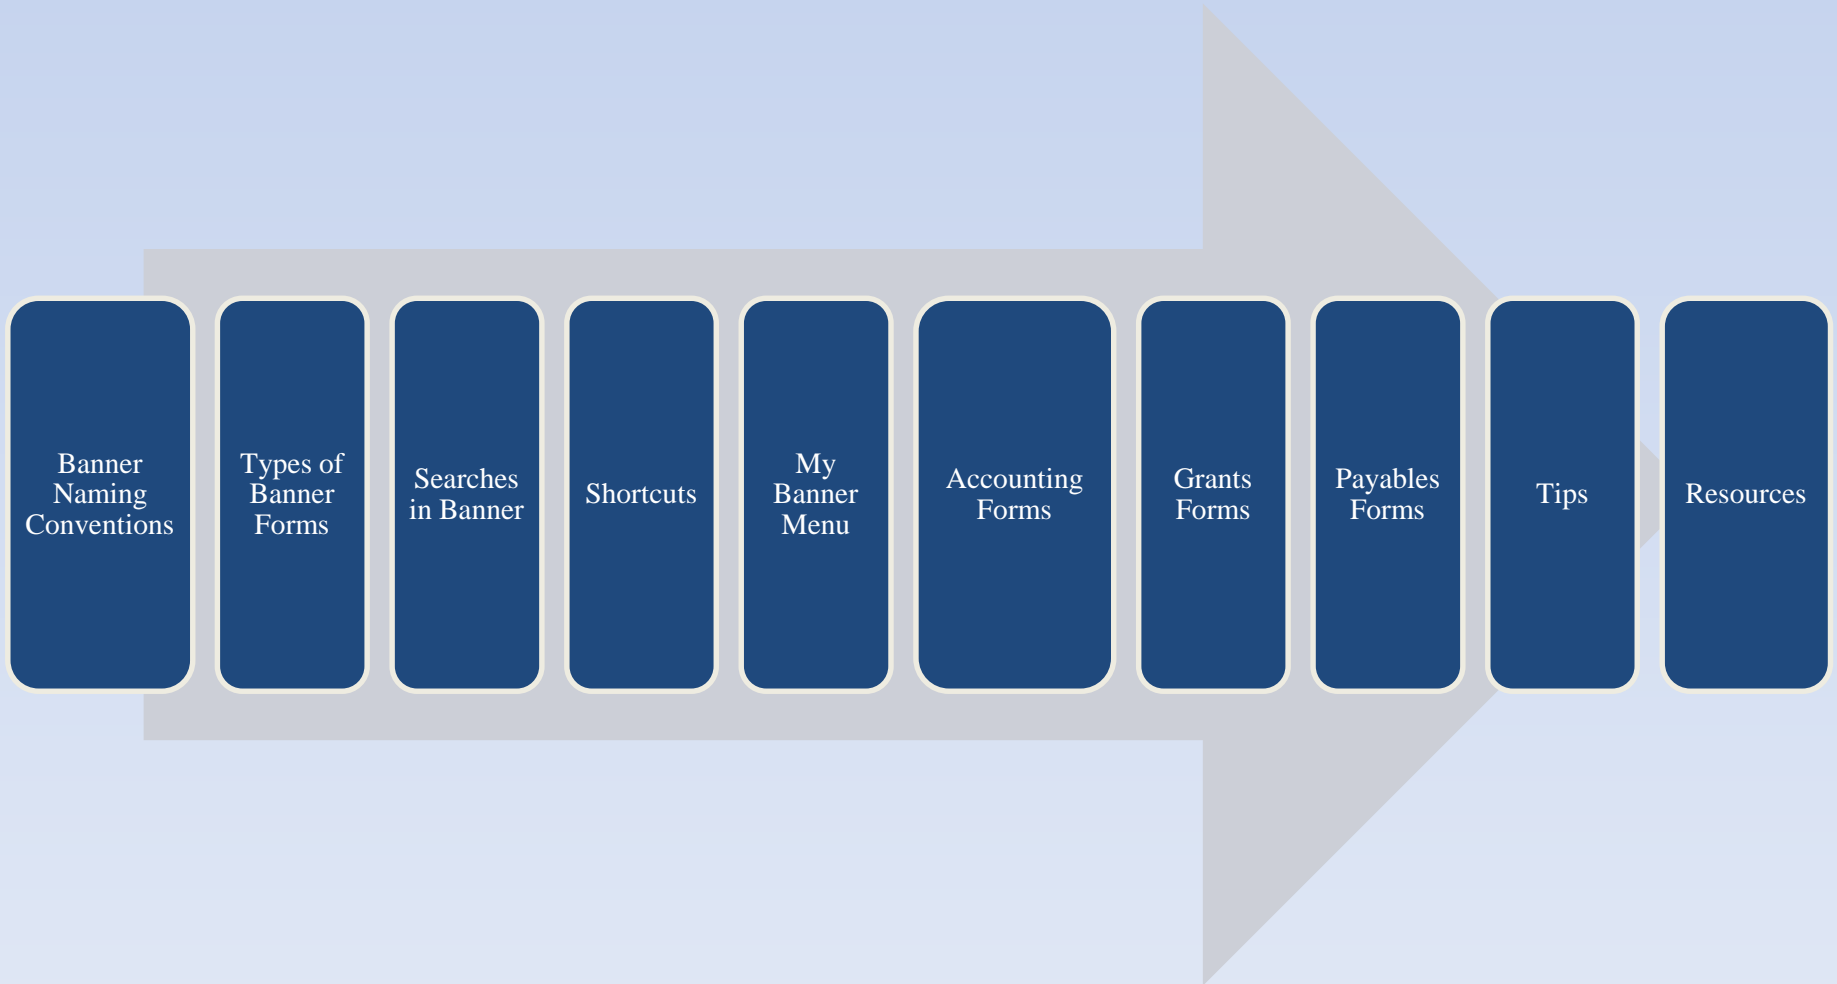 Banner
Naming
Conventions
Types of
Banner
Forms
Searches
in Banner
Shortcuts
My
Banner
Menu
Accounting
Forms
Grants
Forms
Payables
Forms
Tips
Resources